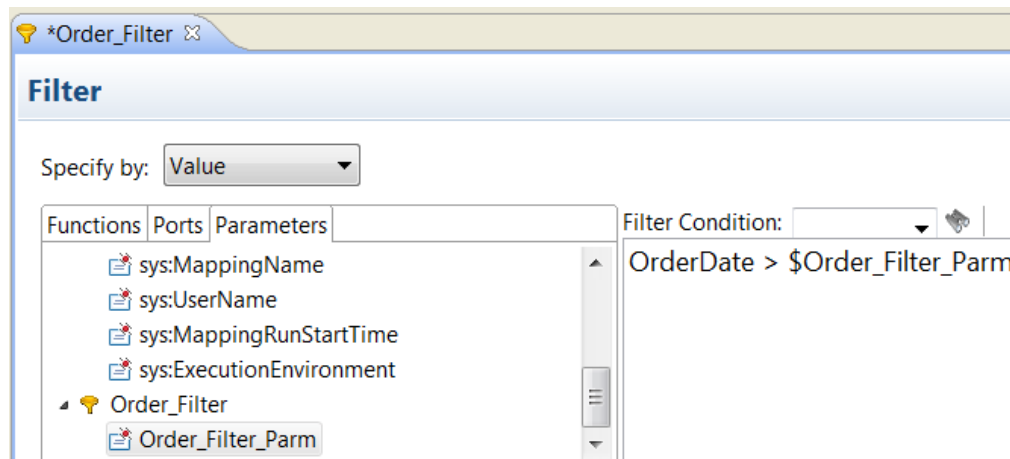 *Order_Filter
Filter
Specify by: Value
Functions Ports Parameters
Filter Condition:
sys:MappingName
sys:UserName
sys:MappingRunStartTime
sys:ExecutionEnvironment
Order_Filter
Order_Filter_Parm
OrderDate > $Order_Filter_Parm